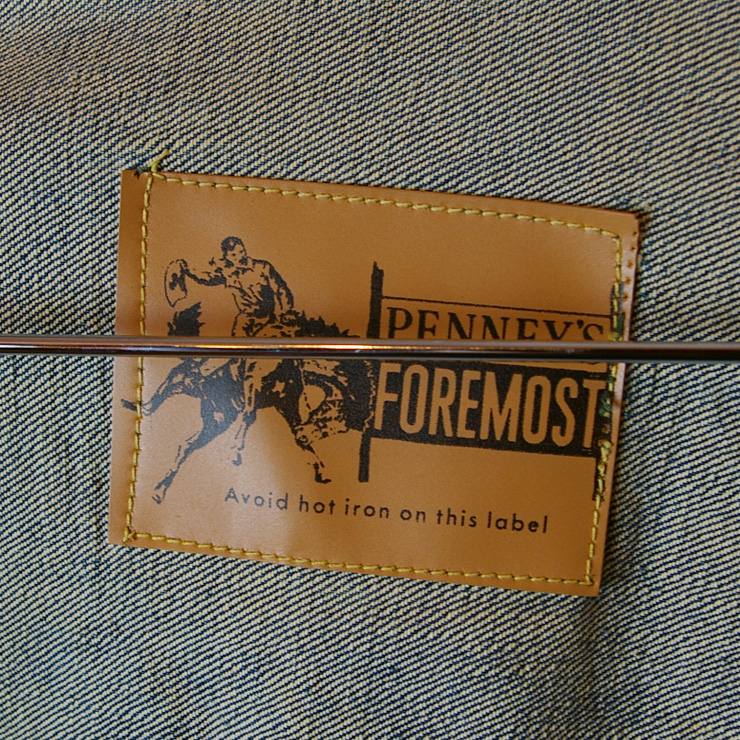 PENNEY'S
FOREMOST
Avoid hot iron on this label